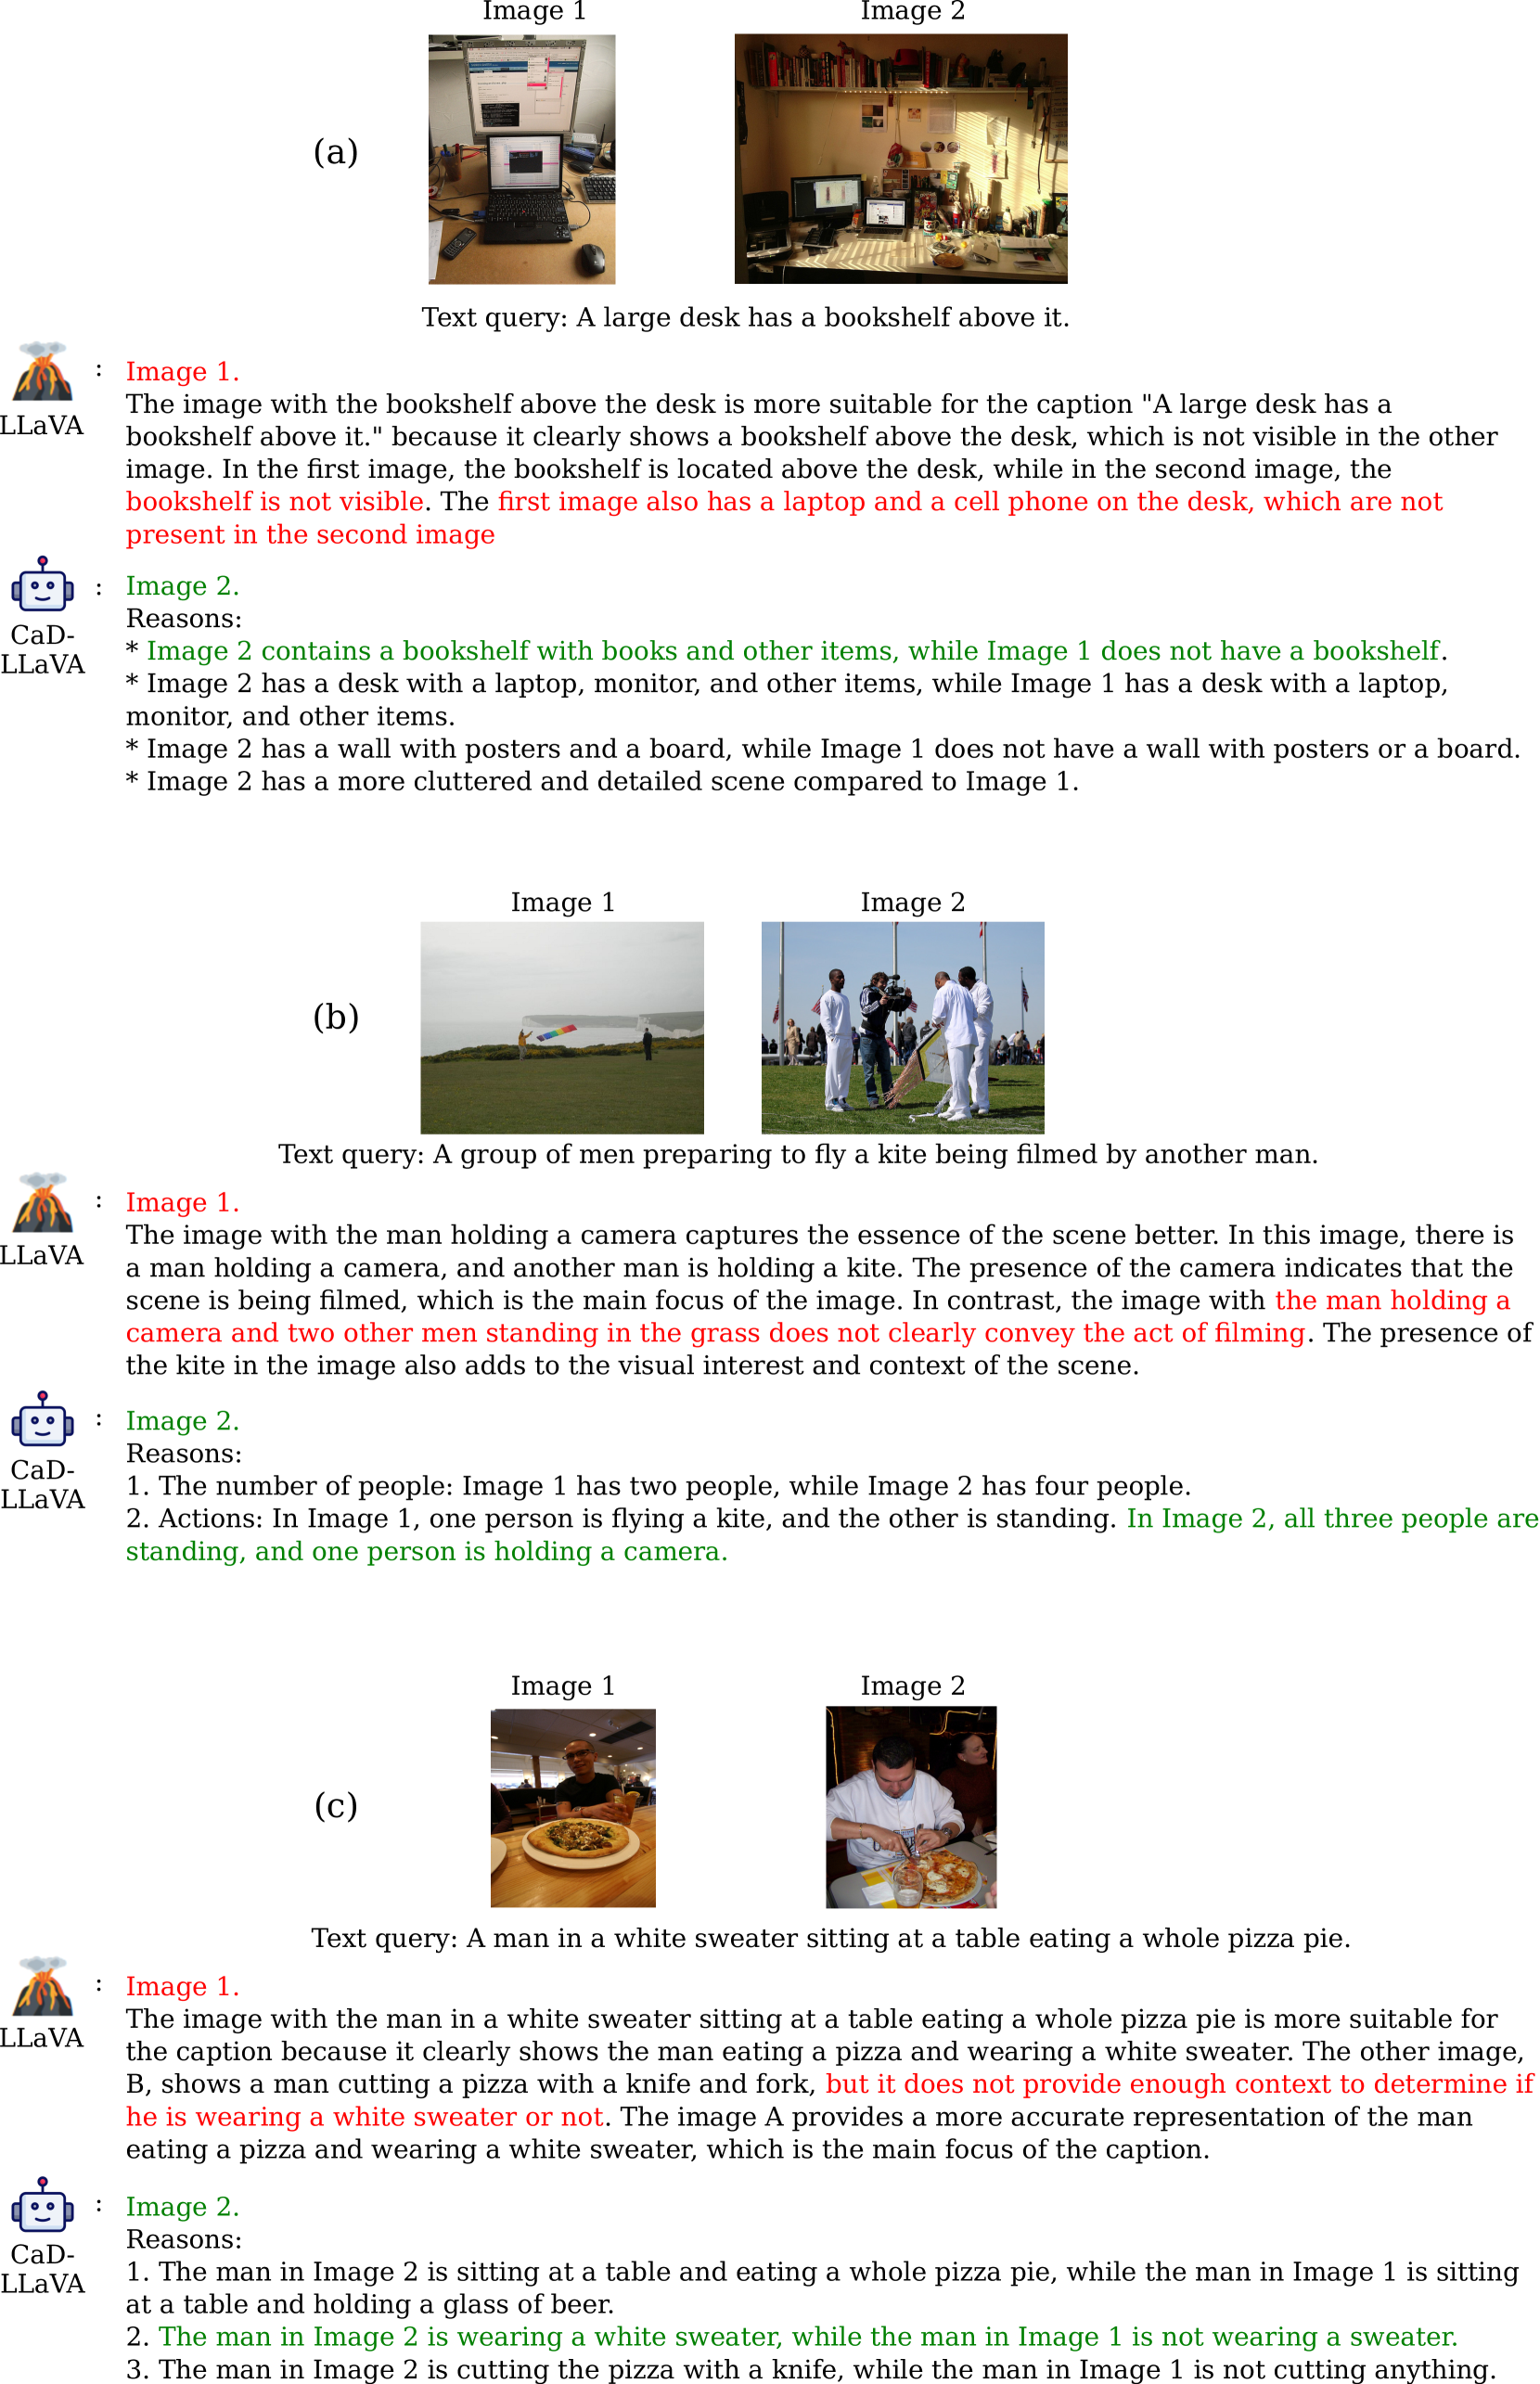 Image 1
Image 2
(a)
Text query: A large desk has a bookshelf above it.
LLaVA
:
Image 1.
The image with the bookshelf above the desk is more suitable for the caption "A large desk has a
bookshelf above it." because it clearly shows a bookshelf above the desk, which is not visible in the other
image. In the first image, the bookshelf is located above the desk, while in the second image, the
bookshelf is not visible. The first image also has a laptop and a cell phone on the desk, which are not
present in the second image
CaD-
LLaVA
:
Image 2.
Reasons:
* Image 2 contains a bookshelf with books and other items, while Image 1 does not have a bookshelf.
* Image 2 has a desk with a laptop, monitor, and other items, while Image 1 has a desk with a laptop,
monitor, and other items.
* Image 2 has a wall with posters and a board, while Image 1 does not have a wall with posters or a board.
* Image 2 has a more cluttered and detailed scene compared to Image 1.
Image 1
Image 2
(b)
Text query: A group of men preparing to fly a kite being filmed by another man.
LLaVA
:
Image 1.
The image with the man holding a camera captures the essence of the scene better. In this image, there is
a man holding a camera, and another man is holding a kite. The presence of the camera indicates that the
scene is being filmed, which is the main focus of the image. In contrast, the image with the man holding a
camera and two other men standing in the grass does not clearly convey the act of filming. The presence of
the kite in the image also adds to the visual interest and context of the scene.
CaD-
LLaVA
:
Image 2.
Reasons:
1. The number of people: Image 1 has two people, while Image 2 has four people.
2. Actions: In Image 1, one person is flying a kite, and the other is standing. In Image 2, all three people are
standing, and one person is holding a camera.
Image 1
Image 2
(c)
Text query: A man in a white sweater sitting at a table eating a whole pizza pie.
LLaVA
:
Image 1.
The image with the man in a white sweater sitting at a table eating a whole pizza pie is more suitable for
the caption because it clearly shows the man eating a pizza and wearing a white sweater. The other image,
B, shows a man cutting a pizza with a knife and fork, but it does not provide enough context to determine if
he is wearing a white sweater or not. The image A provides a more accurate representation of the man
eating a pizza and wearing a white sweater, which is the main focus of the caption.
CaD-
LLaVA
:
Image 2.
Reasons:
1. The man in Image 2 is sitting at a table and eating a whole pizza pie, while the man in Image 1 is sitting
at a table and holding a glass of beer.
2. The man in Image 2 is wearing a white sweater, while the man in Image 1 is not wearing a sweater.
3. The man in Image 2 is cutting the pizza with a knife, while the man in Image 1 is not cutting anything.